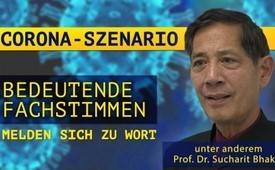 CORONA-SZENARIO
BEDEUTENDE
FACHSTIMMEN
MELDEN SICH ZU WORT
unter anderem
Prof. Dr. Sucharit Bhak